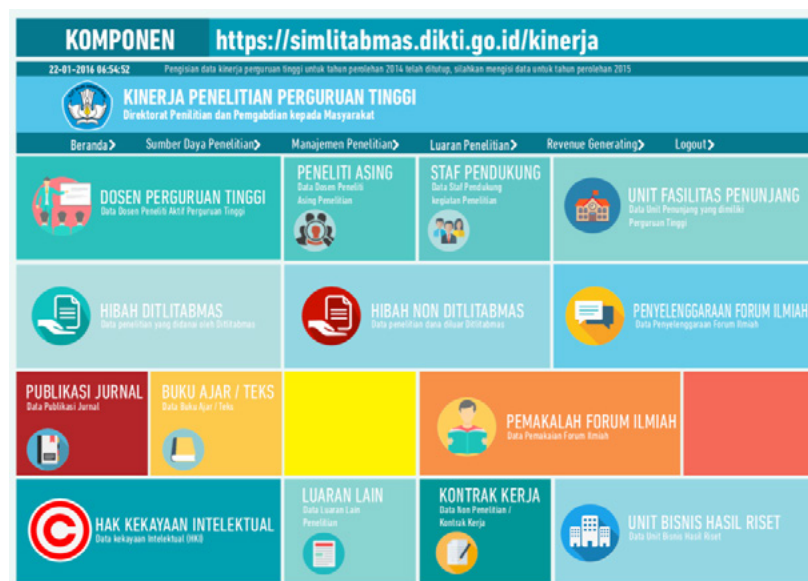 KOMPONEN https://simlitabmas.dikti.go.id/kinerja
22-01-2016 06:54:52 Pengisian data kinerja perguruan tinggi untuk tahun perolehan 2014 telah ditutup, silahkan mengisi data untuk tahun perolehan 2015
KINERJA PENELITIAN PERGURUAN TINGGI
Direktorat Penilitian dan Pemgabdian kepada Masyarakat
Beranda> Sumber Daya Penelitian> Manajemen Penelitian> Luaran Penelitian> Revenue Generating> Logout>
DOSEN PERGURUAN TINGGI
Data Dosen Peneliti Aktif Perguruan Tinggi
PENELITI ASING
Data Dosen Peneliti
Asing Penelitian
STAF PENDUKUNG
Data Staf Pendukung
kegiatan Penelitian
UNIT FASILITAS PENUNJANG
Data Unit Penunjang yang dimiliki
Perguruan Tinggi
HIBAH DITLITABMAS
Data penelitian yang didanai oleh Ditlitabmas
HIBAH NON DITLITABMAS
Data penelitian dana diluar Ditlitabmas
PENYELENGGARAAN FORUM ILMIAH
Data Penyelenggaraan Forum Ilmiah
PUBLIKASI JURNAL
Data Publikasi Jurnal
BUKU AJAR / TEKS
Data Buku Ajar / Teks
PEMAKALAH FORUM ILMIAH
Data Pemakaian Forum Ilmiah
HAK KEKAYAAN INTELEKTUAL
Data kekayaan Intelektual (HKI)
LUARAN LAIN
Data Luaran Lain
Penelitian
KONTRAK KERJA
Data Non Penelitian /
Kontrak Kerja
UNIT BISNIS HASIL RISET
Data Unit Bisnis Hasil Riset